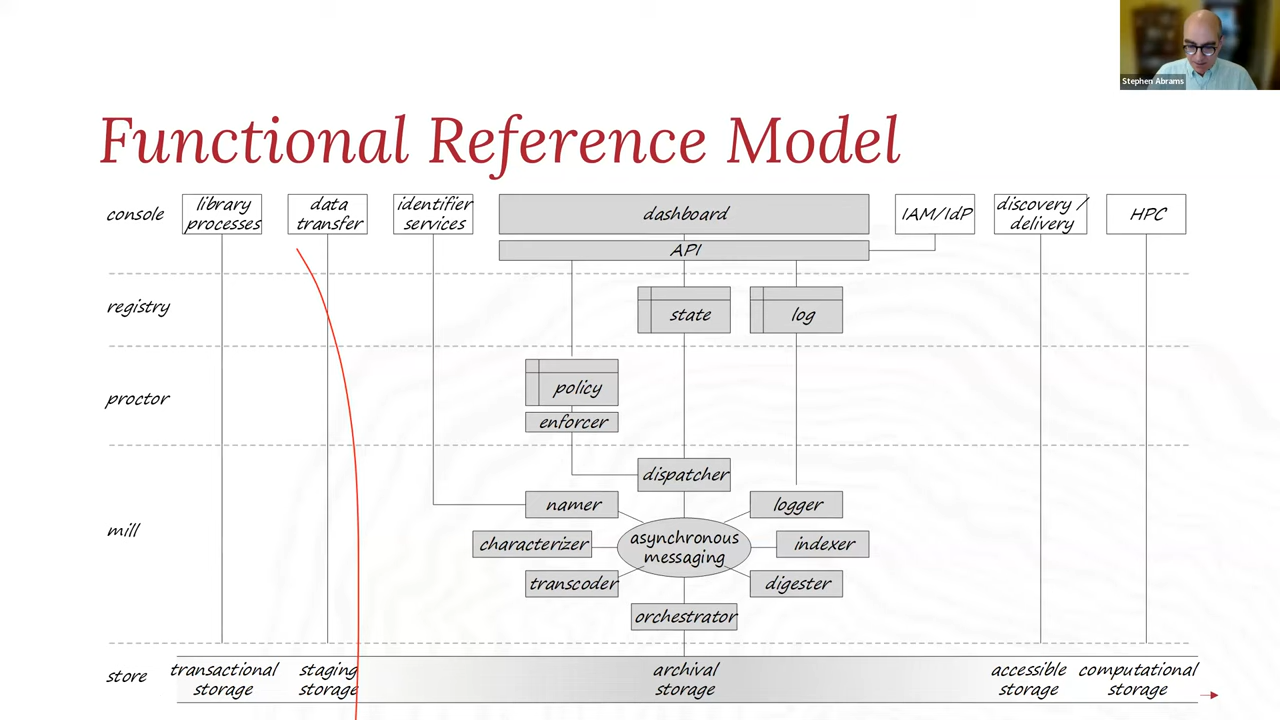 Stephen Abrams
Functional Reference Model
console
library
processes
data
transfer
identifier
services
dashboard
API
IAM/IdP
discovery /
delivery
HPC
registry
state
log
proctor
policy
enforcer
mill
dispatcher
namer
logger
characterizer
asynchronous
messaging
indexer
transcoder
digester
orchestrator
store
transactional
storage
staging
storage
archival
storage
accessible
storage
computational
storage